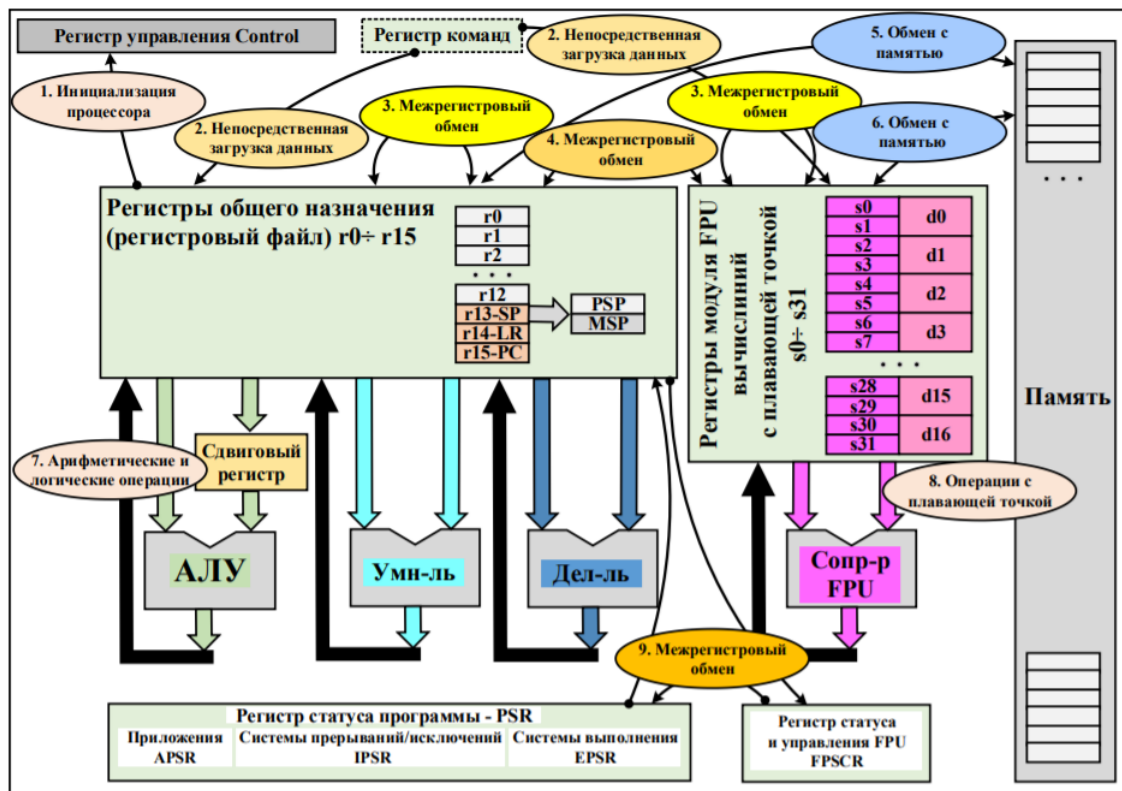 Регистр управления Control
Регистр команд
2. Непосредственная
загрузка данных
5. Обмен с
памятью
1. Инициализация
процессора
2. Непосредственная
загрузка данных
3. Межрегистровый
обмен
4. Межрегистровый
обмен
3. Межрегистровый
обмен
6. Обмен с
памятью
. . .
Регистры общего назначения
(регистровый файл) r0÷ r15
r0
r1
r2
. . .
r12
r13-SP
r14-LR
r15-PC
PSP
MSP
Регистры модуля FPU
вычислиний
с плавающей точкой
s0÷ s31
s0
s1
s2
s3
s4
s5
s6
s7
d0
d1
d2
d3
. . .
s28
s29
s30
s31
d15
d16
Память
7. Арифметические и
логические операции
Сдвиговый
регистр
8. Операции с
плавающей точкой
АЛУ
Умн-ль
Дел-ль
Сопр-р
FPU
9. Межрегистровый
обмен
Регистр статуса программы - PSR
Приложения
APSR
Системы прерываний/исключений
IPSR
Системы выполнения
EPSR
Регистр статуса
и управления FPU
FPSCR